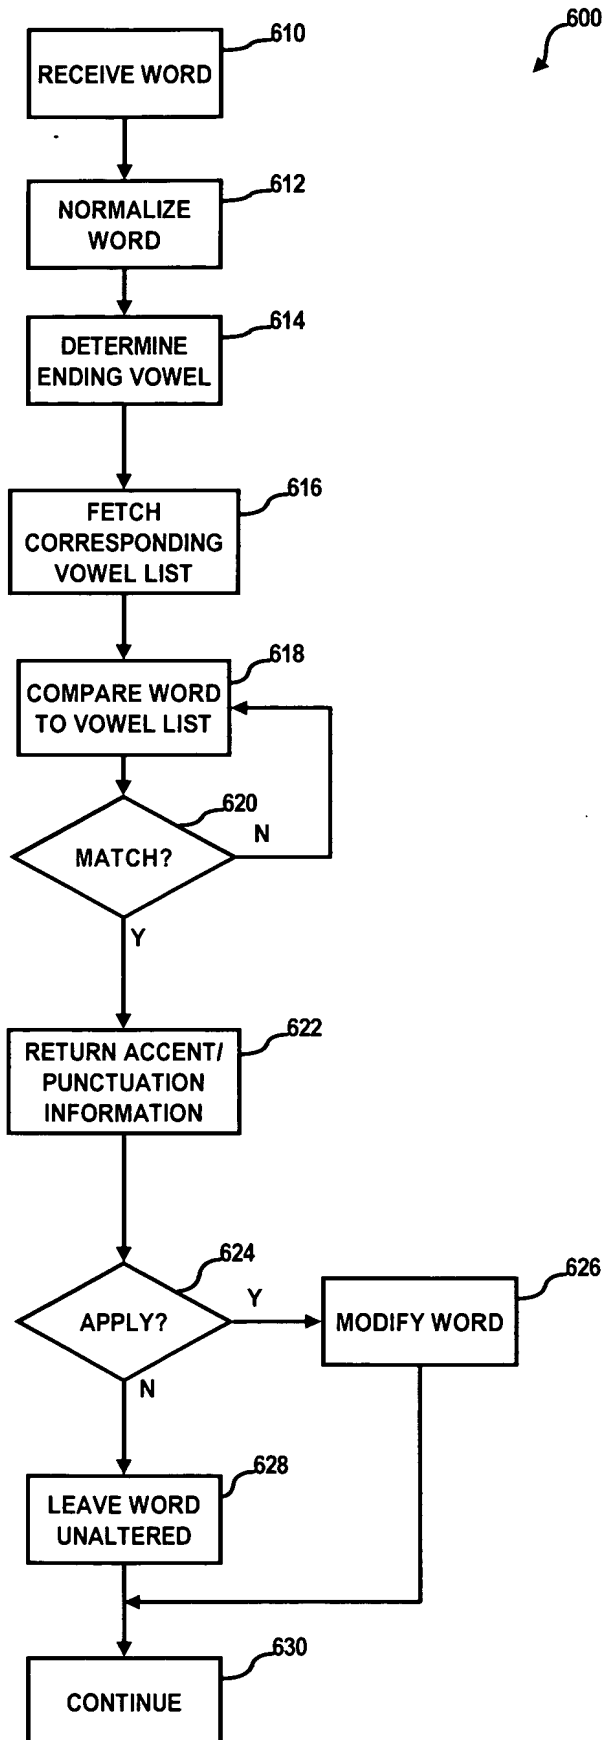 600
610
RECEIVE WORD
612
NORMALIZE
WORD
614
DETERMINE
ENDING VOWEL
616
FETCH
CORRESPONDING
VOWEL LIST
618
COMPARE WORD
TO VOWEL LIST
620
MATCH?
N
Y
622
RETURN ACCENT/
PUNCTUATION
INFORMATION
624
APPLY?
Y
626
MODIFY WORD
N
628
LEAVE WORD
UNALTERED
630
CONTINUE